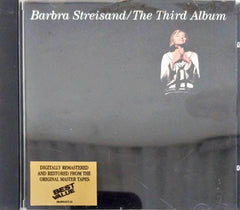 Barbra Streisand/The Third Album
DIGITALLY REMASTERED
AND RESTORED FROM THE
ORIGINAL MASTER TAPES
BEST
VALUE